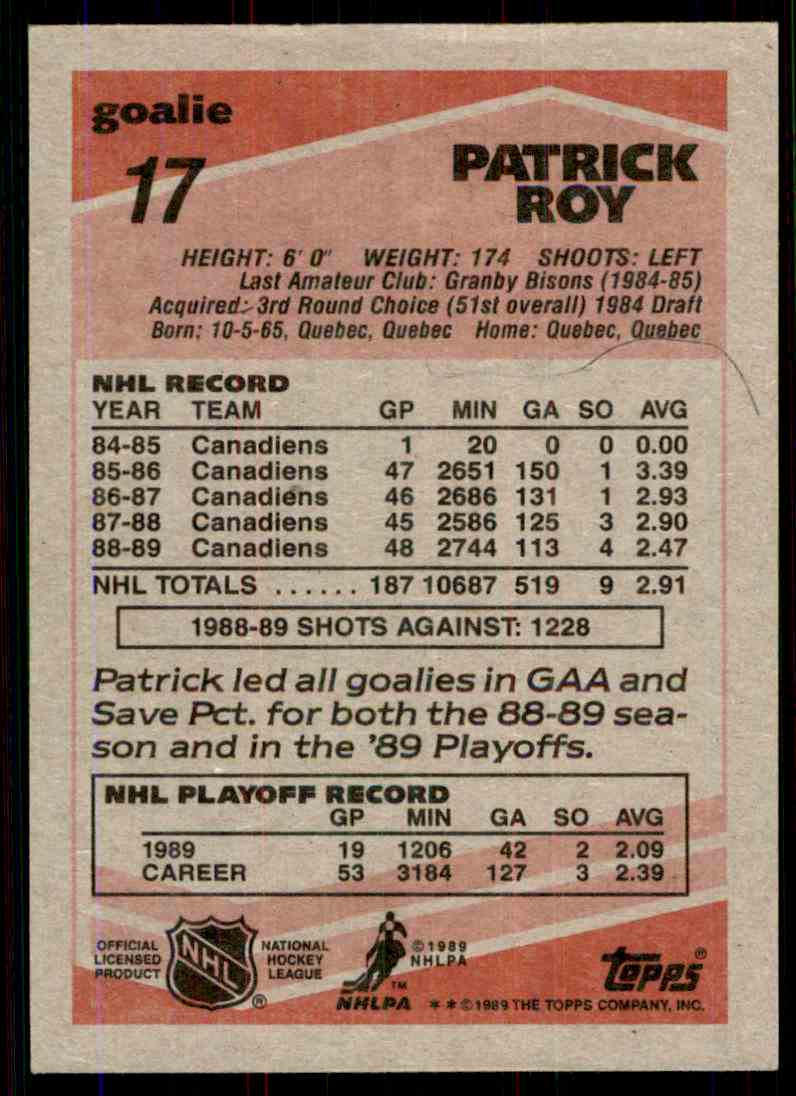 goalie
17
PATRICK
ROY
HEIGHT: 6' 0" WEIGHT: 174 SHOOTS: LEFT
Last Amateur Club: Granby Bisons (1984-85)
Acquired: 3rd Round Choice (51st overall) 1984 Draft
Born: 10-5-65, Quebec, Quebec Home: Quebec, Quebec
NHL RECORD
YEAR TEAM GP MIN GA SO AVG
84-85 Canadiens 1 20 0 0 0.00
85-86 Canadiens 47 2651 150 1 3.39
86-87 Canadiens 46 2686 131 1 2.93
87-88 Canadiens 45 2586 125 3 2.90
88-89 Canadiens 48 2744 113 4 2.47
NHL TOTALS ...... 187 10687 519 9 2.91
1988-89 SHOTS AGAINST: 1228
Patrick led all goalies in GAA and
Save Pct. for both the 88-89 sea-
son and in the '89 Playoffs.
NHL PLAYOFF RECORD
GP MIN GA SO AVG
1989 19 1206 42 2 2.09
CAREER 53 3184 127 3 2.39
OFFICIAL
LICENSED
PRODUCT
NHL ®
NATIONAL
HOCKEY
LEAGUE
©1989
NHLPA
TM
NHLPA
topps®
* * ©1989 THE TOPPS COMPANY, INC.